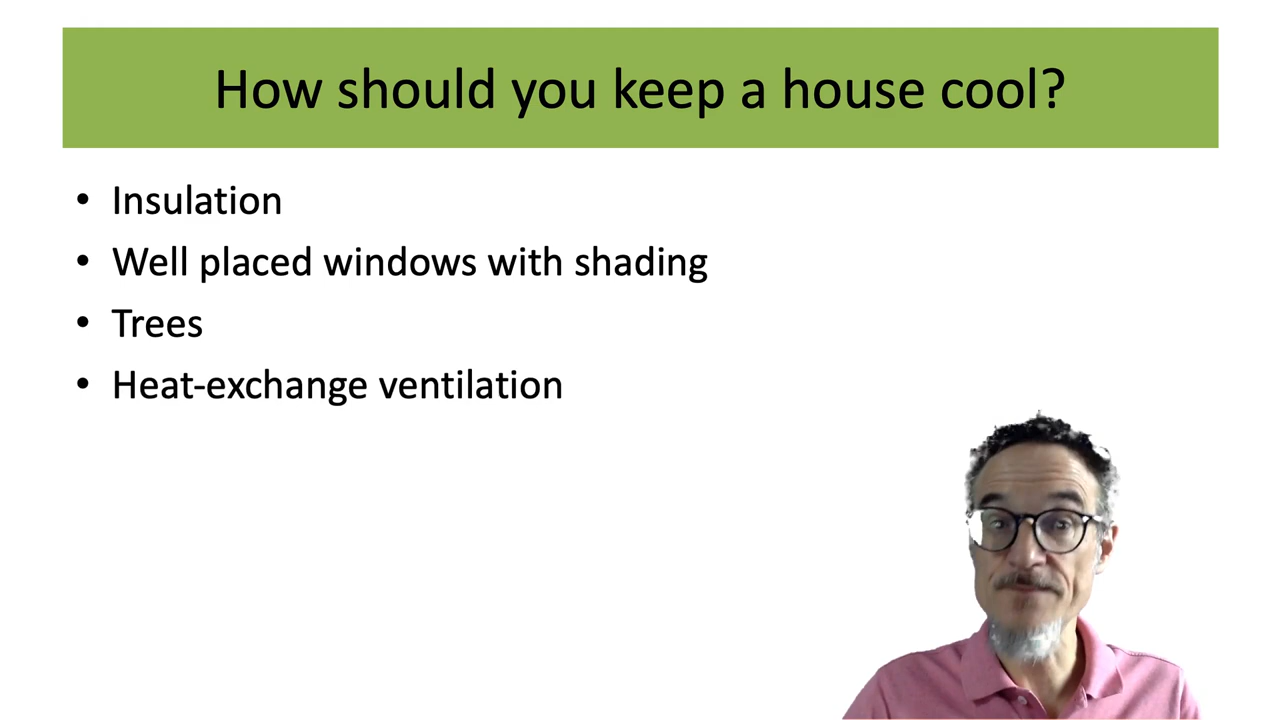 How should you keep a house cool?
• Insulation
• Well placed windows with shading
• Trees
• Heat-exchange ventilation